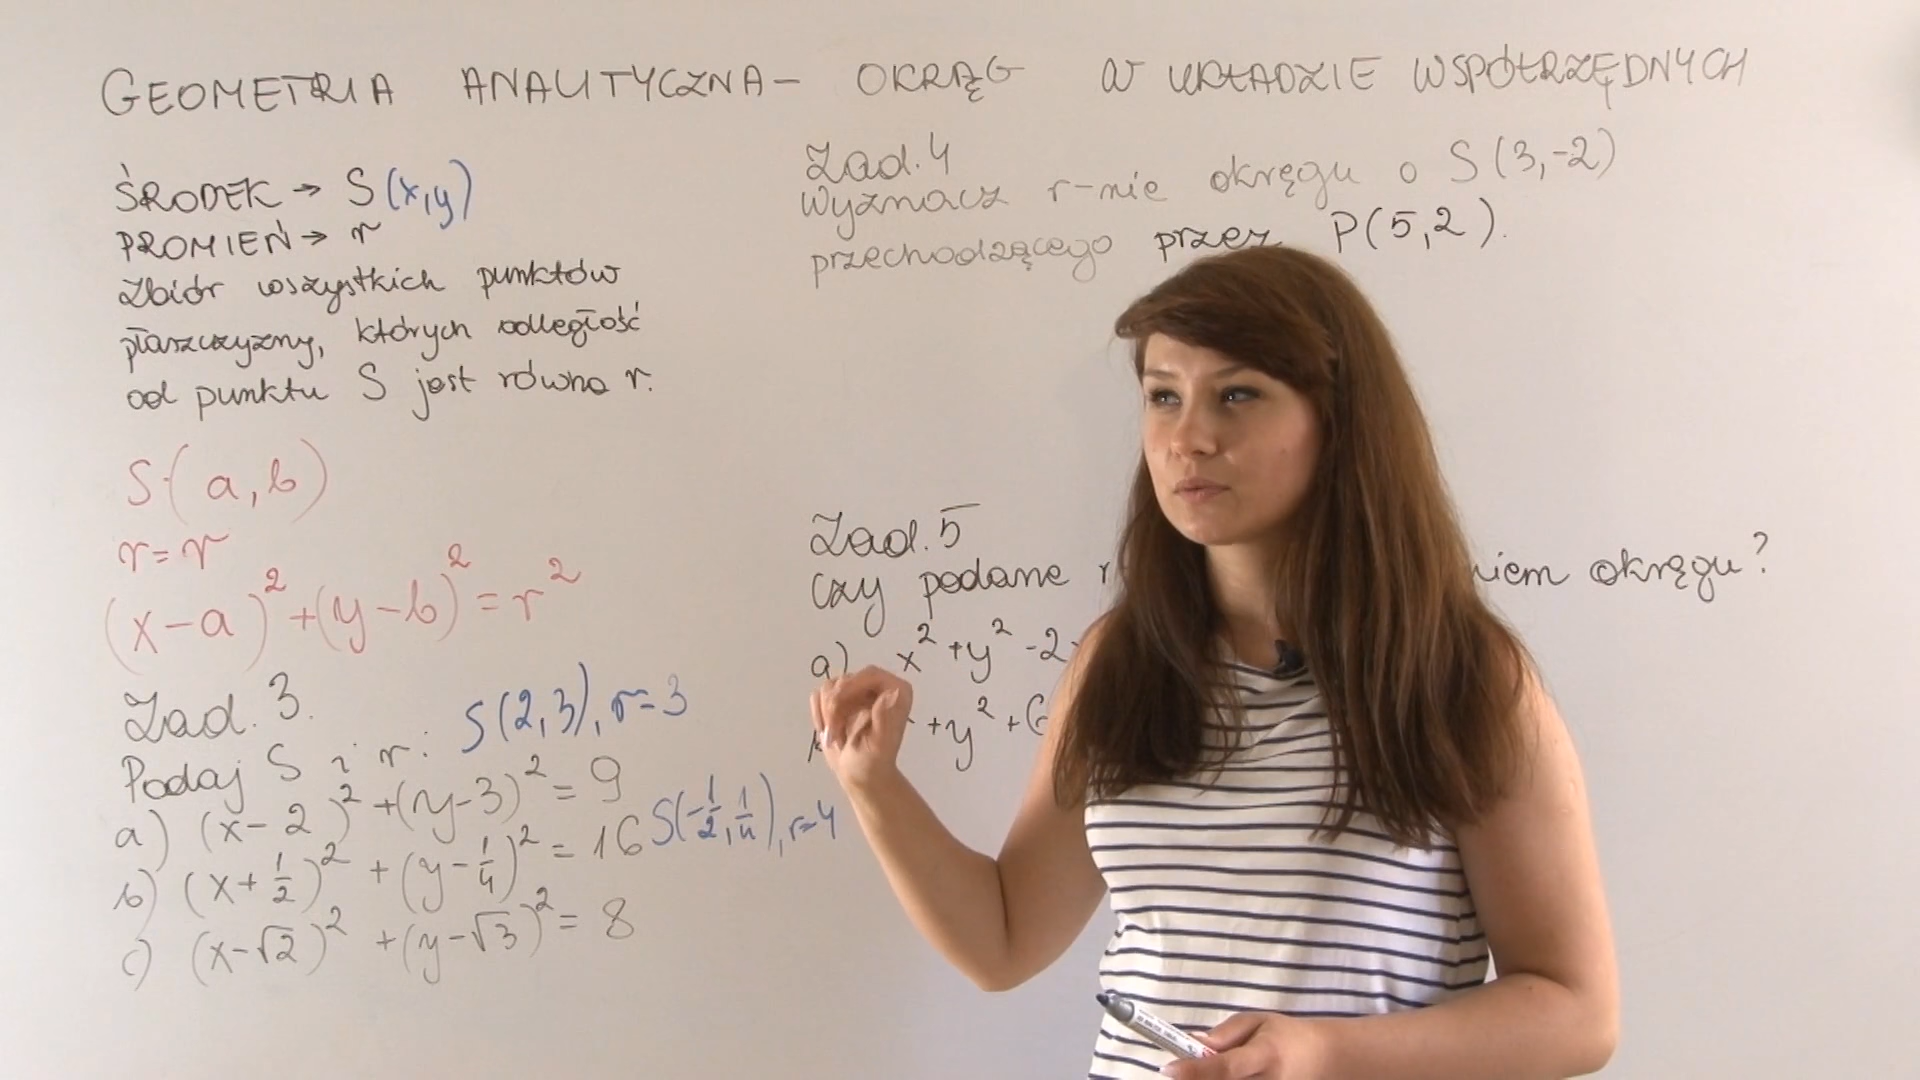 GEOMETRIA ANALITYCZNA – OKRĄG W UKŁADZIE WSPÓŁRZĘDNYCH
ŚRODEK → S(x,y)
PROMIEŃ → r
Zbiór wszystkich punktów
płaszczyzny, których odległość
od punktu S jest równa r.
S(a,b)
r=r
(x-a)²+(y-b)²=r²
Zad. 3.
Podaj S i r:
S(2,3), r=3
a) (x-2)²+(y-3)²=9
b) (x+1/2)²+(y-1/4)²=16 S(-1/2,1/4), r=4
c) (x-√2)²+(y-√3)²=8
Zad. 4
Wyznacz r-nie okręgu o S(3,-2)
przechodzącego przez P(5,2).
Zad. 5
Czy podane okręgu?
a) x²+y²-2
+y²+6